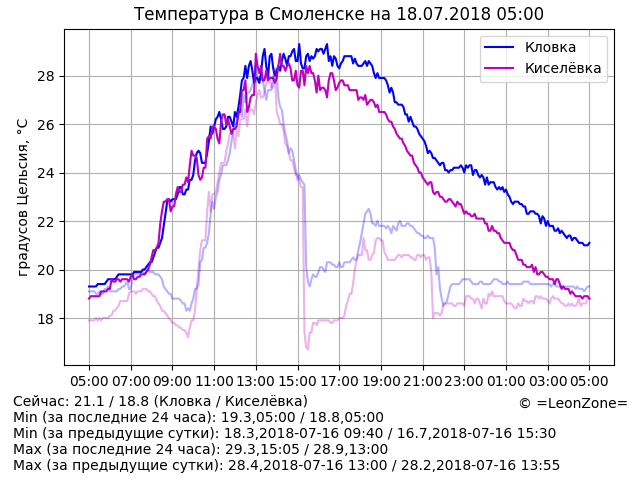 Температура в Смоленске на 18.07.2018 05:00
Кловка
Киселёвка
градусов Цельсия, °C
28
26
24
22
20
18
05:00 07:00 09:00 11:00 13:00 15:00 17:00 19:00 21:00 23:00 01:00 03:00 05:00
Сейчас: 21.1 / 18.8 (Кловка / Киселёвка)
© =LeonZone=
Min (за последние 24 часа): 19.3,05:00 / 18.8,05:00
Min (за предыдущие сутки): 18.3,2018-07-16 09:40 / 16.7,2018-07-16 15:30
Max (за последние 24 часа): 29.3,15:05 / 28.9,13:00
Max (за предыдущие сутки): 28.4,2018-07-16 13:00 / 28.2,2018-07-16 13:55